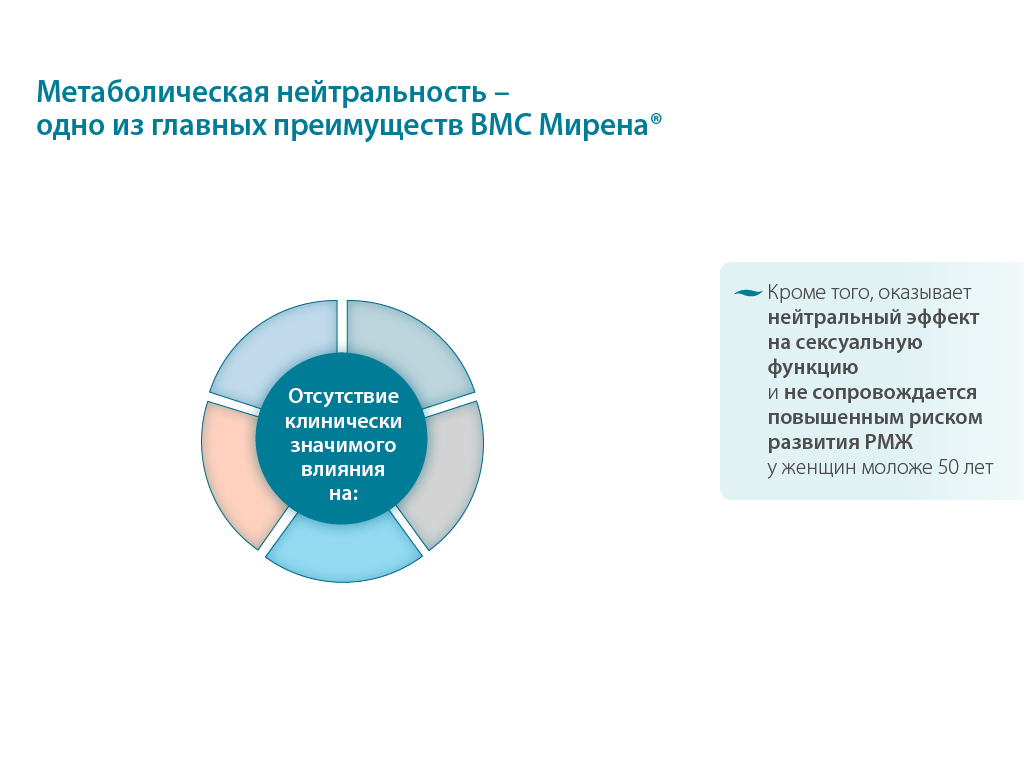 Метаболическая нейтральность –
одно из главных преимуществ ВМС Мирена®
Отсутствие
клинически
значимого
влияния
на:
Кроме того, оказывает
нейтральный эффект
на сексуальную
функцию
и не сопровождается
повышенным риском
развития РМЖ
у женщин моложе 50 лет